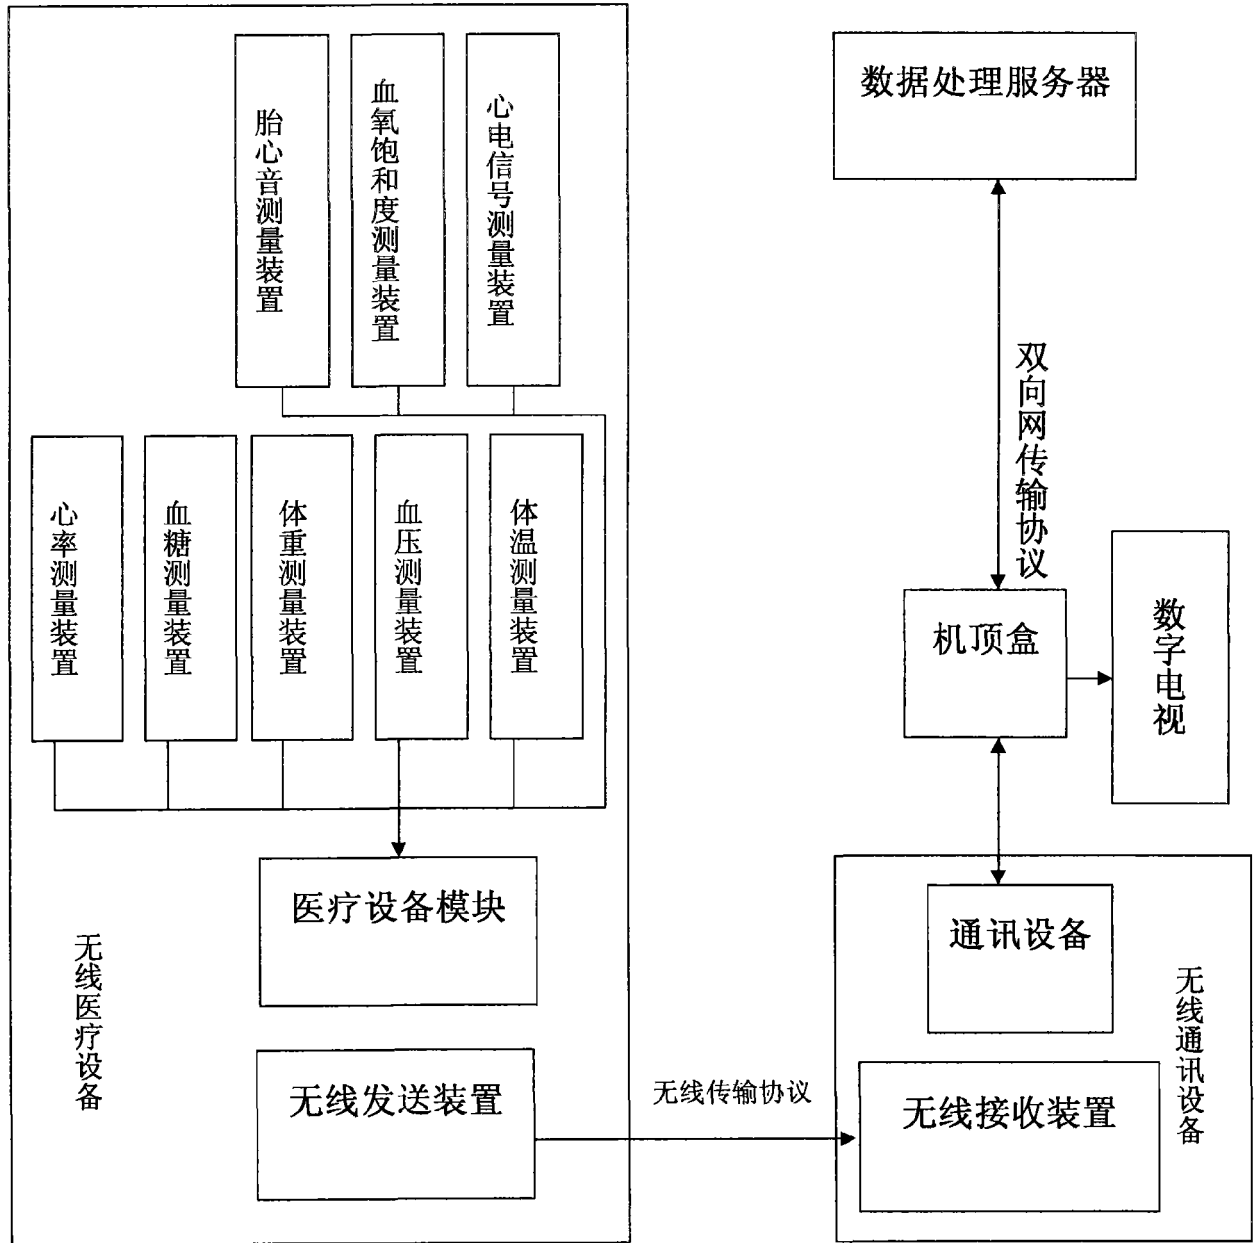 胎心音测量装置
血氧饱和度测量装置
心电信号测量装置
心率测量装置
血糖测量装置
体重测量装置
血压测量装置
体温测量装置
医疗设备模块
无线发送装置
无线医疗设备
无线传输协议
数据处理服务器
双向网传输协议
机顶盒
数字电视
通讯设备
无线接收装置
无线通讯设备